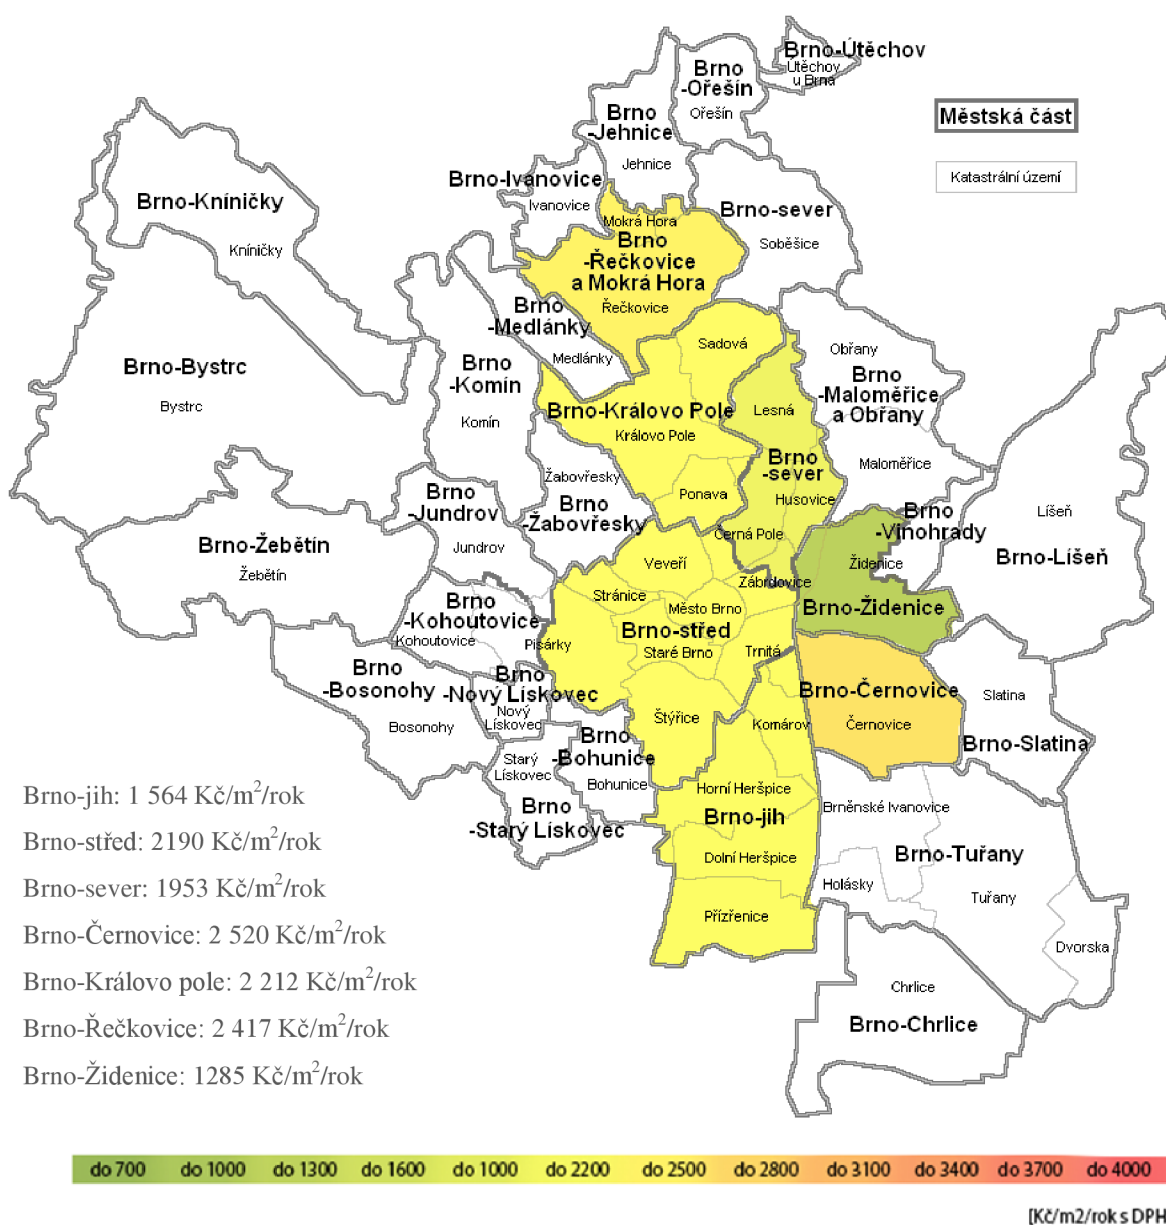 Brno-Útěchov
Útěchov
u Brna
Brno
-Ořešín
Ořešín
Městská část
Brno
-Jehnice
Jehnice
Katastrální území
Brno-Ivanovice
Ivanovice
Brno-Kníničky
Kníničky
Mokrá Hora
Brno
-Řečkovice
a Mokrá Hora
Řečkovice
Brno-sever
Soběšice
Brno
-Medlánky
Medlánky
Sadová
Obřany
Brno
-Maloměřice
a Obřany
Maloměřice
Brno-Bystrc
Bystrc
Brno
-Komín
Komín
Brno-Královo Pole
Královo Pole
Lesná
Brno
-sever
Husovice
Žabovřesky
Brno
-Žabovřesky
Ponava
Brno
-Jundrov
Jundrov
Černá Pole
Brno
-Vinohrady
Líšeň
Brno-Líšeň
Brno-Žebětín
Žebětín
Veveří
Židenice
Brno-Židenice
Zábrdovice
Stránice
Město Brno
Brno-střed
Staré Brno
Trnitá
Brno
-Kohoutovice
Kohoutovice
Pisárky
Brno
-Bosonohy
Bosonohy
Brno
-Nový Lískovec
Nový
Lískovec
Štýřice
Komárov
Brno-Černovice
Černovice
Slatina
Brno-Slatina
Starý
Lískovec
Brno
-Bohunice
Bohunice
Brno
-Starý Lískovec
Horní Heršpice
Brno-jih
Dolní Heršpice
Přízřenice
Brněnské Ivanovice
Brno-Tuřany
Holásky
Tuřany
Dvorska
Chrlice
Brno-Chrlice
Brno-jih: 1 564 Kč/m²/rok
Brno-střed: 2190 Kč/m²/rok
Brno-sever: 1953 Kč/m²/rok
Brno-Černovice: 2 520 Kč/m²/rok
Brno-Královo pole: 2 212 Kč/m²/rok
Brno-Řečkovice: 2 417 Kč/m²/rok
Brno-Židenice: 1285 Kč/m²/rok
do 700 do 1000 do 1300 do 1600 do 1000 do 2200 do 2500 do 2800 do 3100 do 3400 do 3700 do 4000
[Kč/m2/rok s DPH